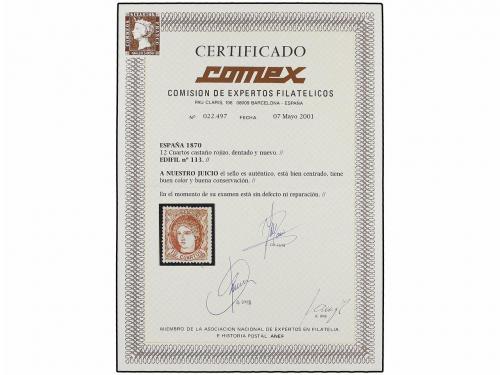 CERTIFICADO
comex
COMISION DE EXPERTOS FILATELICOS
PAU CLARIS, 106 08009 BARCELONA - ESPAÑA
Nº 022.497 FECHA 07 Mayo 2001
ESPAÑA 1870
12 Cuartos castaño rojizo, dentado y nuevo. //
EDIFIL nº 113. //
A NUESTRO JUICIO el sello es auténtico, está bien centrado, tiene
buen color y buena conservación. //
En el momento de su examen está sin defecto ni reparación. //
MIEMBRO DE LA ASOCIACION NACIONAL DE EXPERTOS EN FILATELIA
E HISTORIA POSTAL ANEF